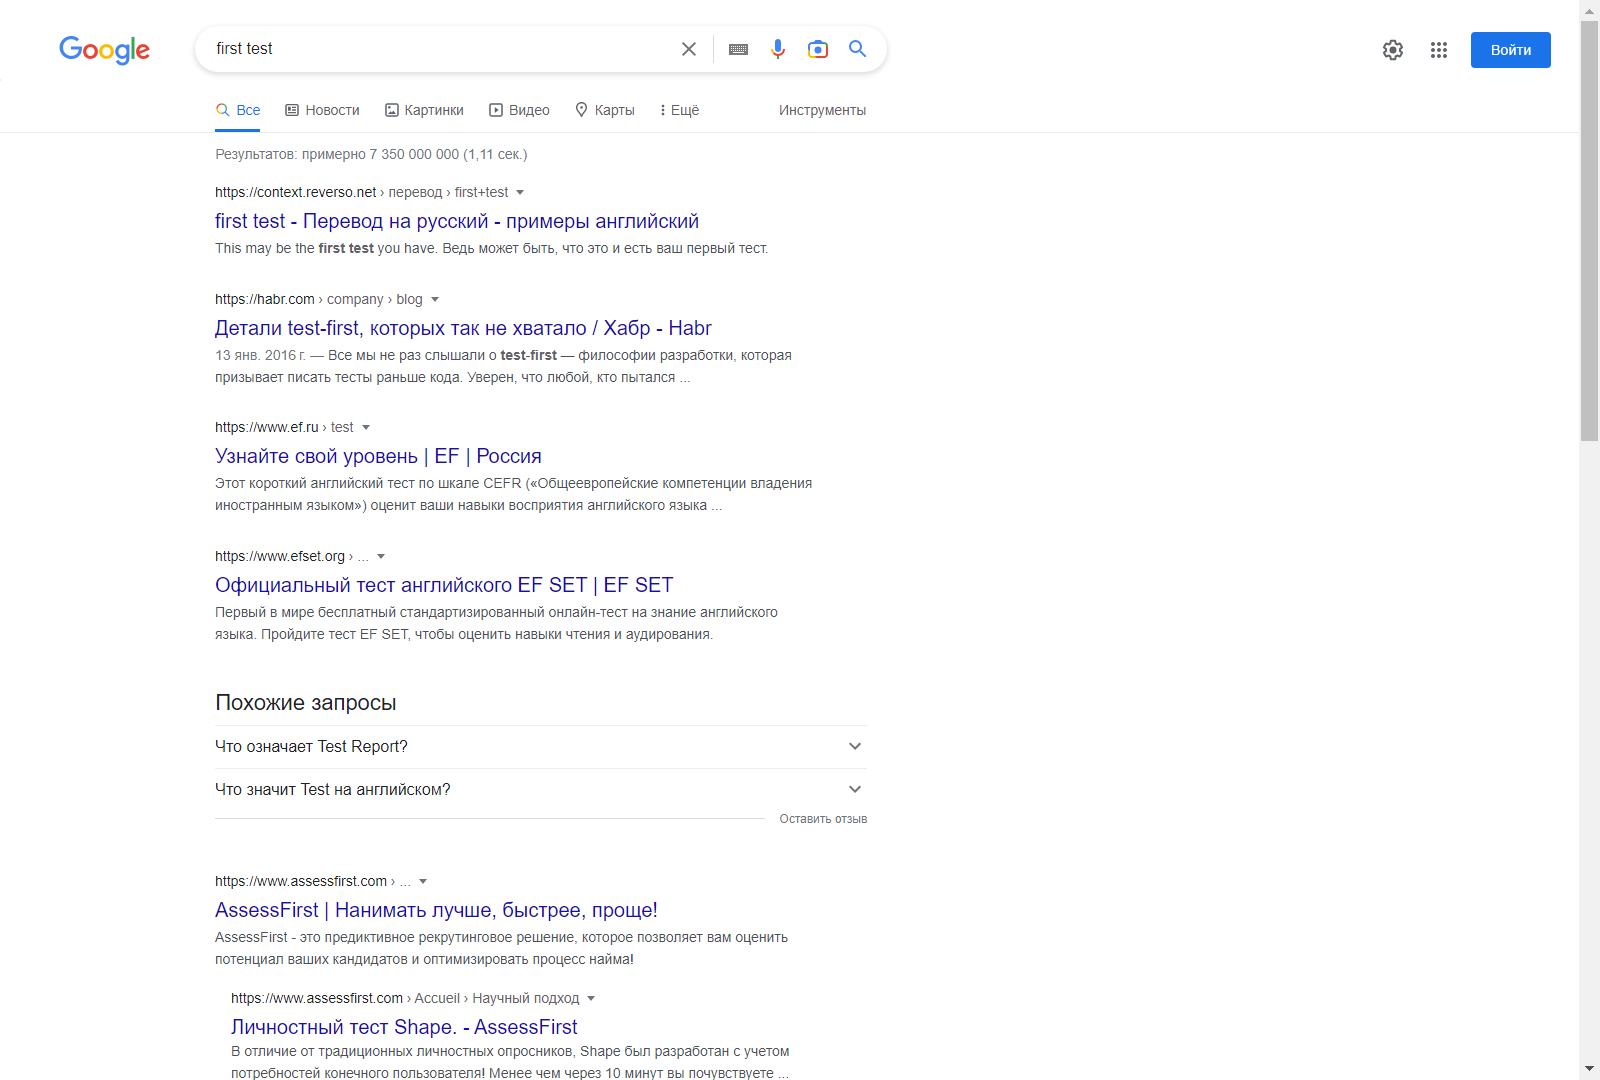 Google
first test
Войти
Все
Новости
Картинки
Видео
Карты
Ещё
Инструменты
Результатов: примерно 7 350 000 000 (1,11 сек.)
https://context.reverso.net › перевод › first+test
first test - Перевод на русский - примеры английский
This may be the first test you have. Ведь может быть, что это и есть ваш первый тест.
https://habr.com › company › blog
Детали test-first, которых так не хватало / Хабр - Habr
13 янв. 2016 г. — Все мы не раз слышали о test-first — философии разработки, которая
призывает писать тесты раньше кода. Уверен, что любой, кто пытался ...
https://www.ef.ru › test
Узнайте свой уровень | EF | Россия
Этот короткий английский тест по шкале CEFR («Общеевропейские компетенции владения
иностранным языком») оценит ваши навыки восприятия английского языка ...
https://www.efset.org › ...
Официальный тест английского EF SET | EF SET
Первый в мире бесплатный стандартизированный онлайн-тест на знание английского
языка. Пройдите тест EF SET, чтобы оценить навыки чтения и аудирования.
Похожие запросы
Что означает Test Report?
Что значит Test на английском?
Оставить отзыв
https://www.assessfirst.com › ...
AssessFirst | Нанимать лучше, быстрее, проще!
AssessFirst - это предиктивное рекрутинговое решение, которое позволяет вам оценить
потенциал ваших кандидатов и оптимизировать процесс найма!
https://www.assessfirst.com › Accueil › Научный подход
Личностный тест Shape. - AssessFirst
В отличие от традиционных личностных опросников, Shape был разработан с учетом
потребностей конечного пользователя! Менее чем через 10 минут вы почувствуете ...